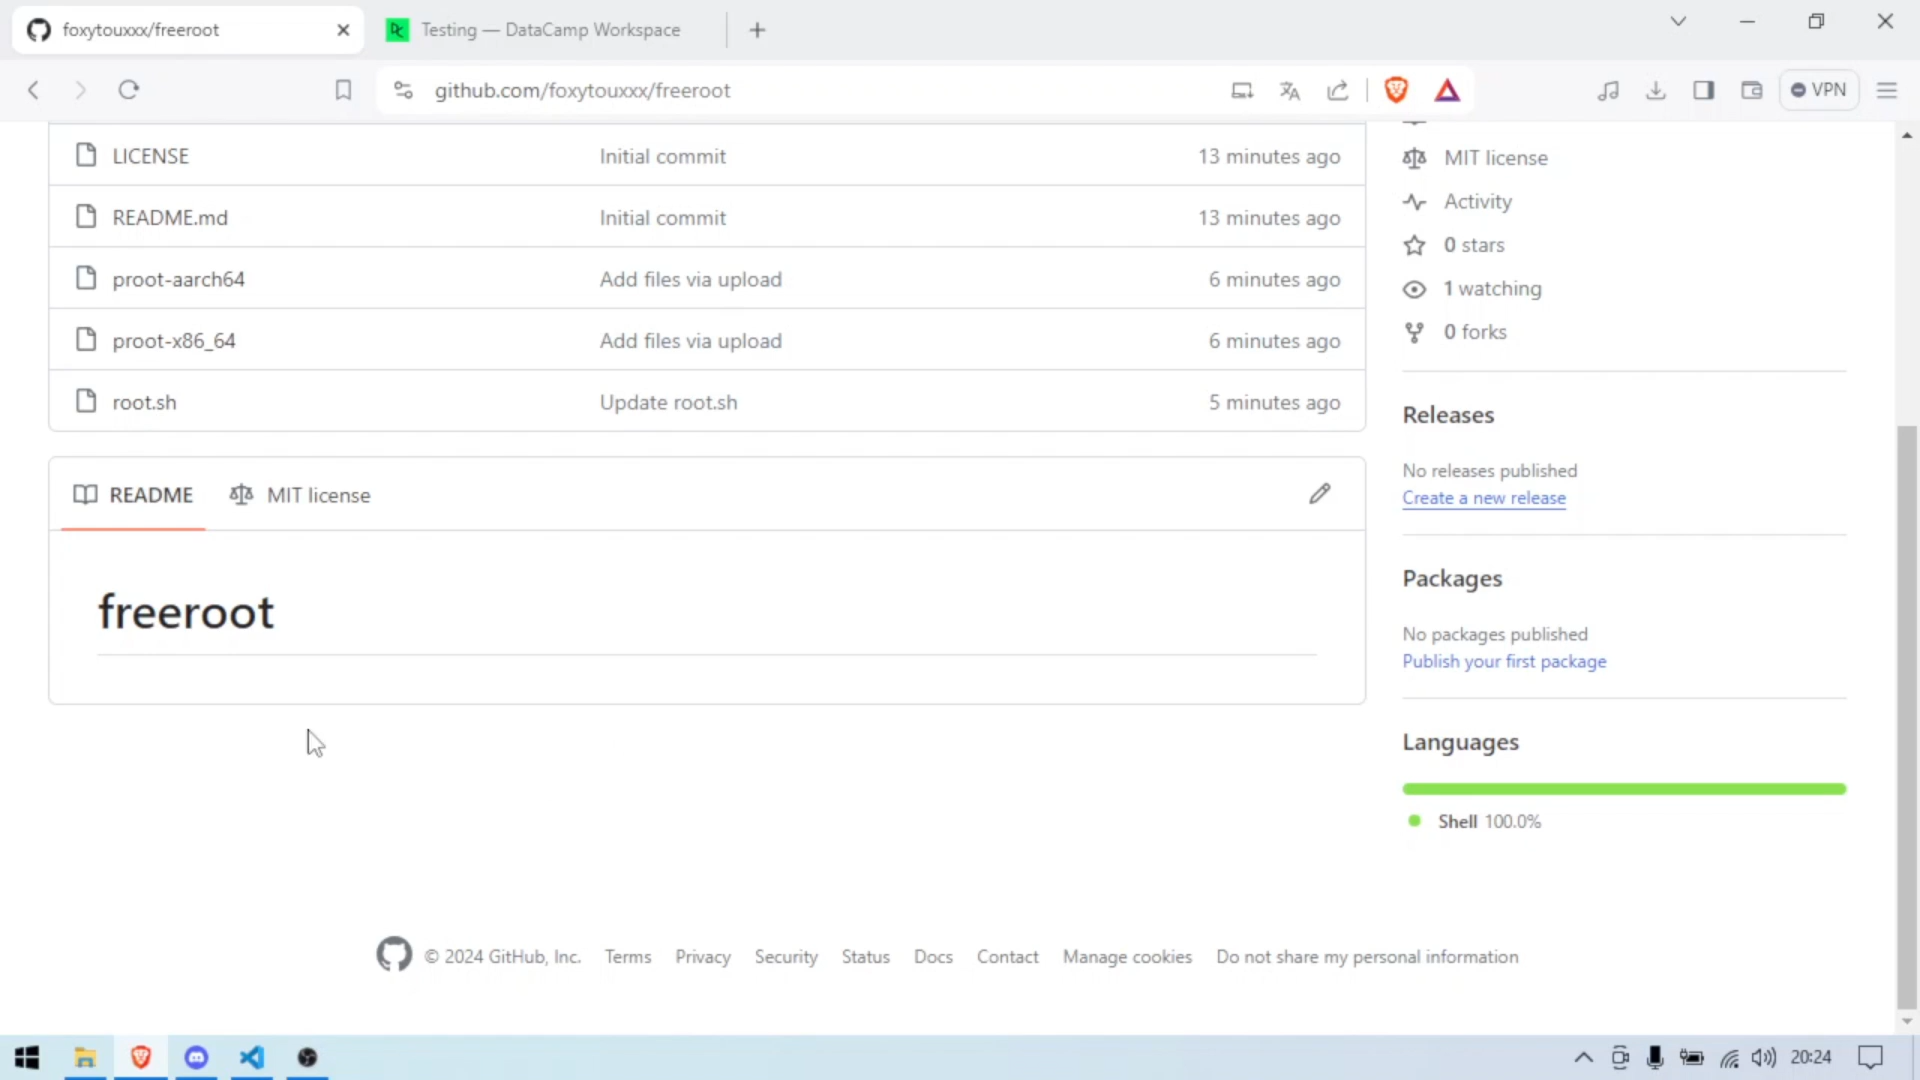 foxytouxxx/freeroot
Testing — DataCamp Workspace
github.com/foxytouxxx/freeroot
VPN
LICENSE Initial commit 13 minutes ago
README.md Initial commit 13 minutes ago
proot-aarch64 Add files via upload 6 minutes ago
proot-x86_64 Add files via upload 6 minutes ago
root.sh Update root.sh 5 minutes ago
README MIT license
freeroot
MIT license
Activity
0 stars
1 watching
0 forks
Releases
No releases published
Create a new release
Packages
No packages published
Publish your first package
Languages
Shell 100.0%
© 2024 GitHub, Inc. Terms Privacy Security Status Docs Contact Manage cookies Do not share my personal information
20:24